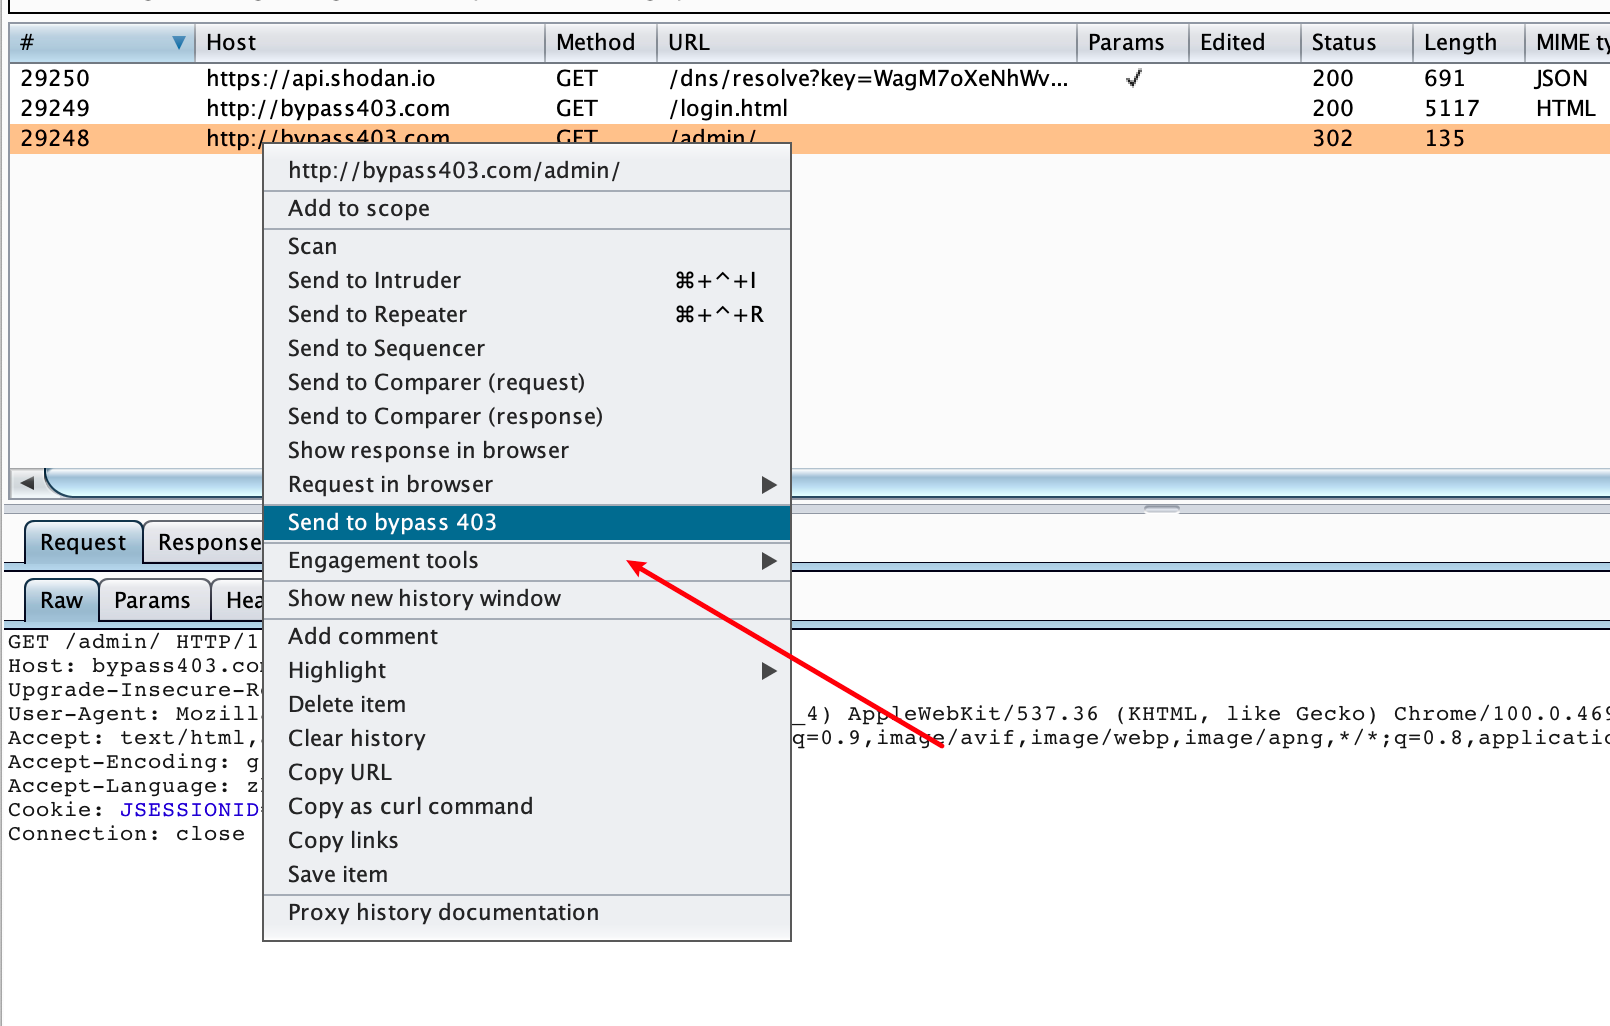 # Host Method URL Params Edited Status Length MIME ty
29250 https://api.shodan.io GET /dns/resolve?key=WagM7oXeNhWv... ✓ 200 691 JSON
29249 http://bypass403.com GET /login.html 200 5117 HTML
29248 http://bypass403.com GET /admin/ 302 135
http://bypass403.com/admin/
Add to scope
Scan
Send to Intruder ⌘+^+I
Send to Repeater ⌘+^+R
Send to Sequencer
Send to Comparer (request)
Send to Comparer (response)
Show response in browser
Request in browser
Send to bypass 403
Engagement tools
Show new history window
Add comment
Highlight
Delete item
Clear history
Copy URL
Copy as curl command
Copy links
Save item
Proxy history documentation
Request Response
Raw Params Hea
GET /admin/ HTTP/1
Host: bypass403.co
Upgrade-Insecure-R
User-Agent: Mozill _4) AppleWebKit/537.36 (KHTML, like Gecko) Chrome/100.0.469
Accept: text/html, q=0.9,image/avif,image/webp,image/apng,*/*;q=0.8,applicatio
Accept-Encoding: g
Accept-Language: z
Cookie: JSESSIONID
Connection: close